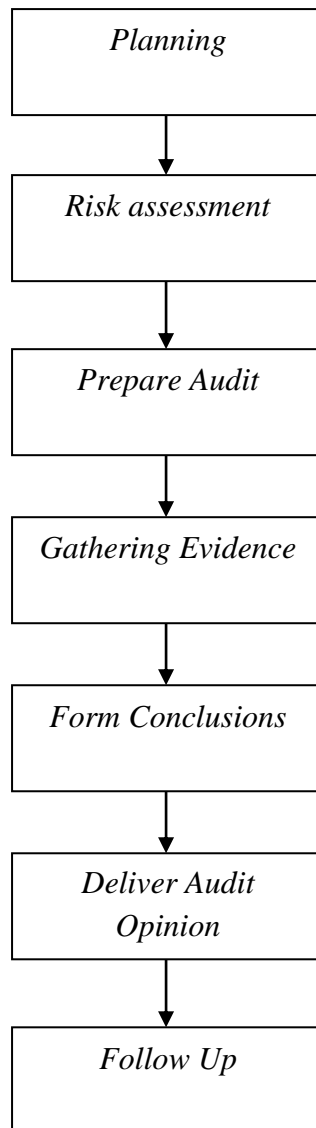 Planning
Risk assessment
Prepare Audit
Gathering Evidence
Form Conclusions
Deliver Audit
Opinion
Follow Up